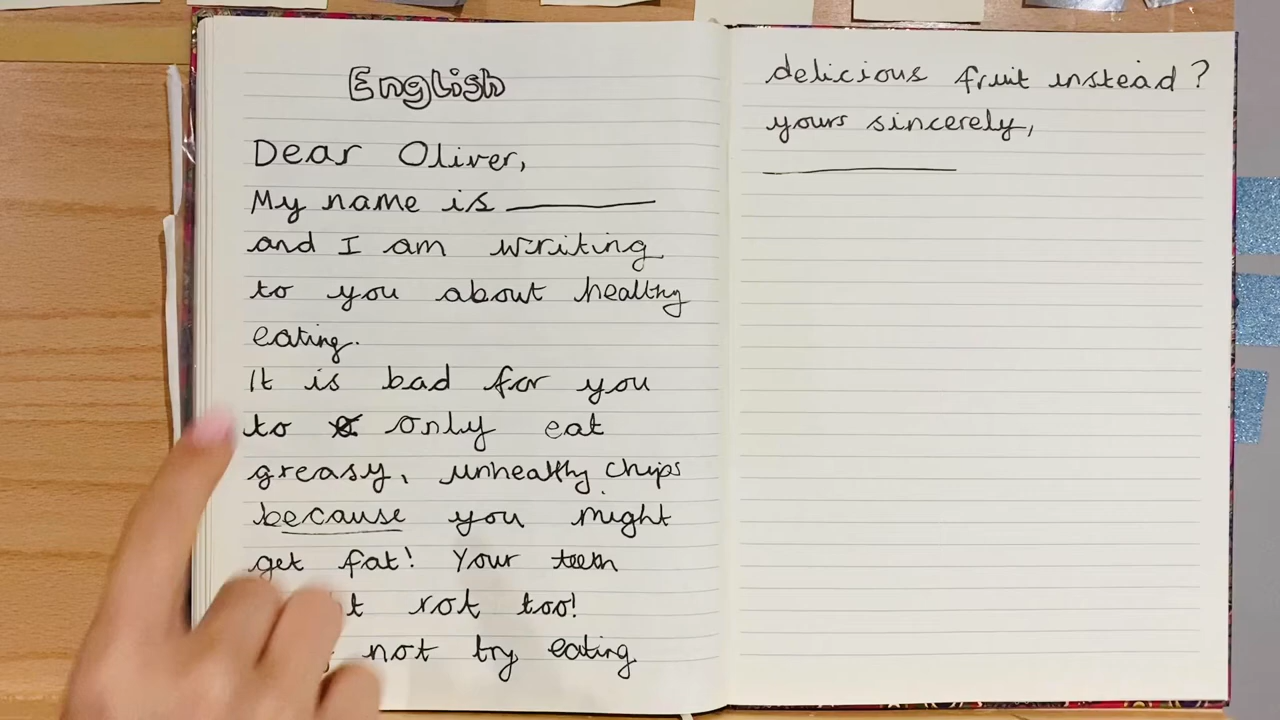 English
Dear Oliver,
My name is
and I am writing
to you about healthy
eating.
It is bad for you
to only eat
greasy, unhealthy chips
because you might
get fat! Your teeth
rot too!
not try eating
delicious fruit instead?
yours sincerely,